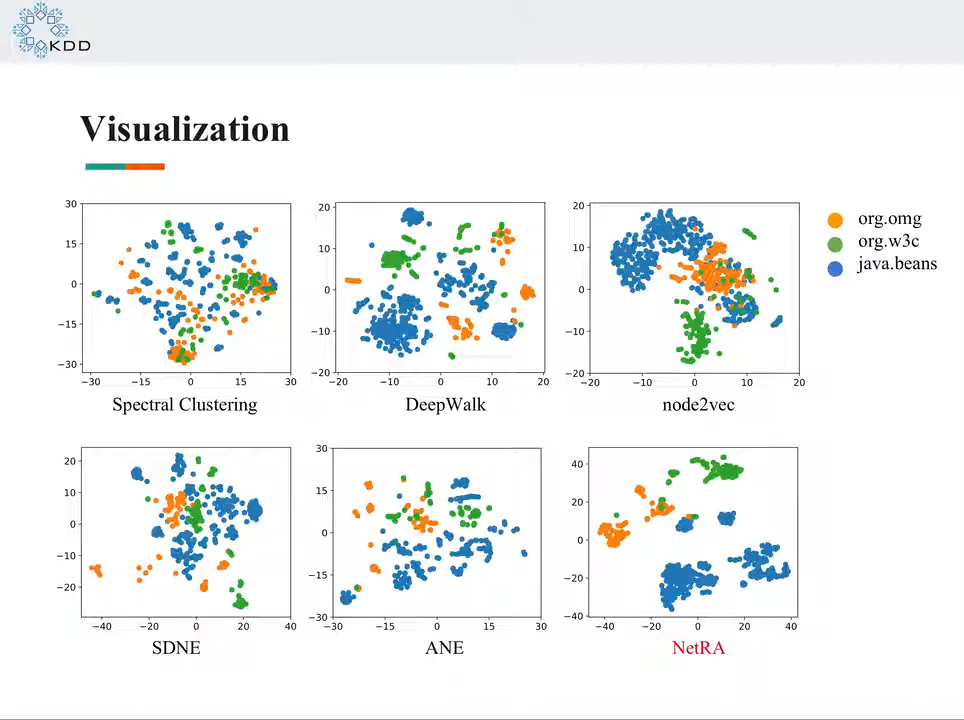 KDD
Visualization
30
15
0
−15
−30
−30 −15 0 15 30
Spectral Clustering
20
10
0
−10
−20
−20 −10 0 10 20
DeepWalk
20
10
0
−10
−20
−20 −10 0 10 20
node2vec
org.omg
org.w3c
java.beans
20
10
0
−10
−20
−40 −20 0 20 40
SDNE
30
15
0
−15
−30
−30 −15 0 15 30
ANE
40
20
0
−20
−40
−40 −20 0 20 40
NetRA